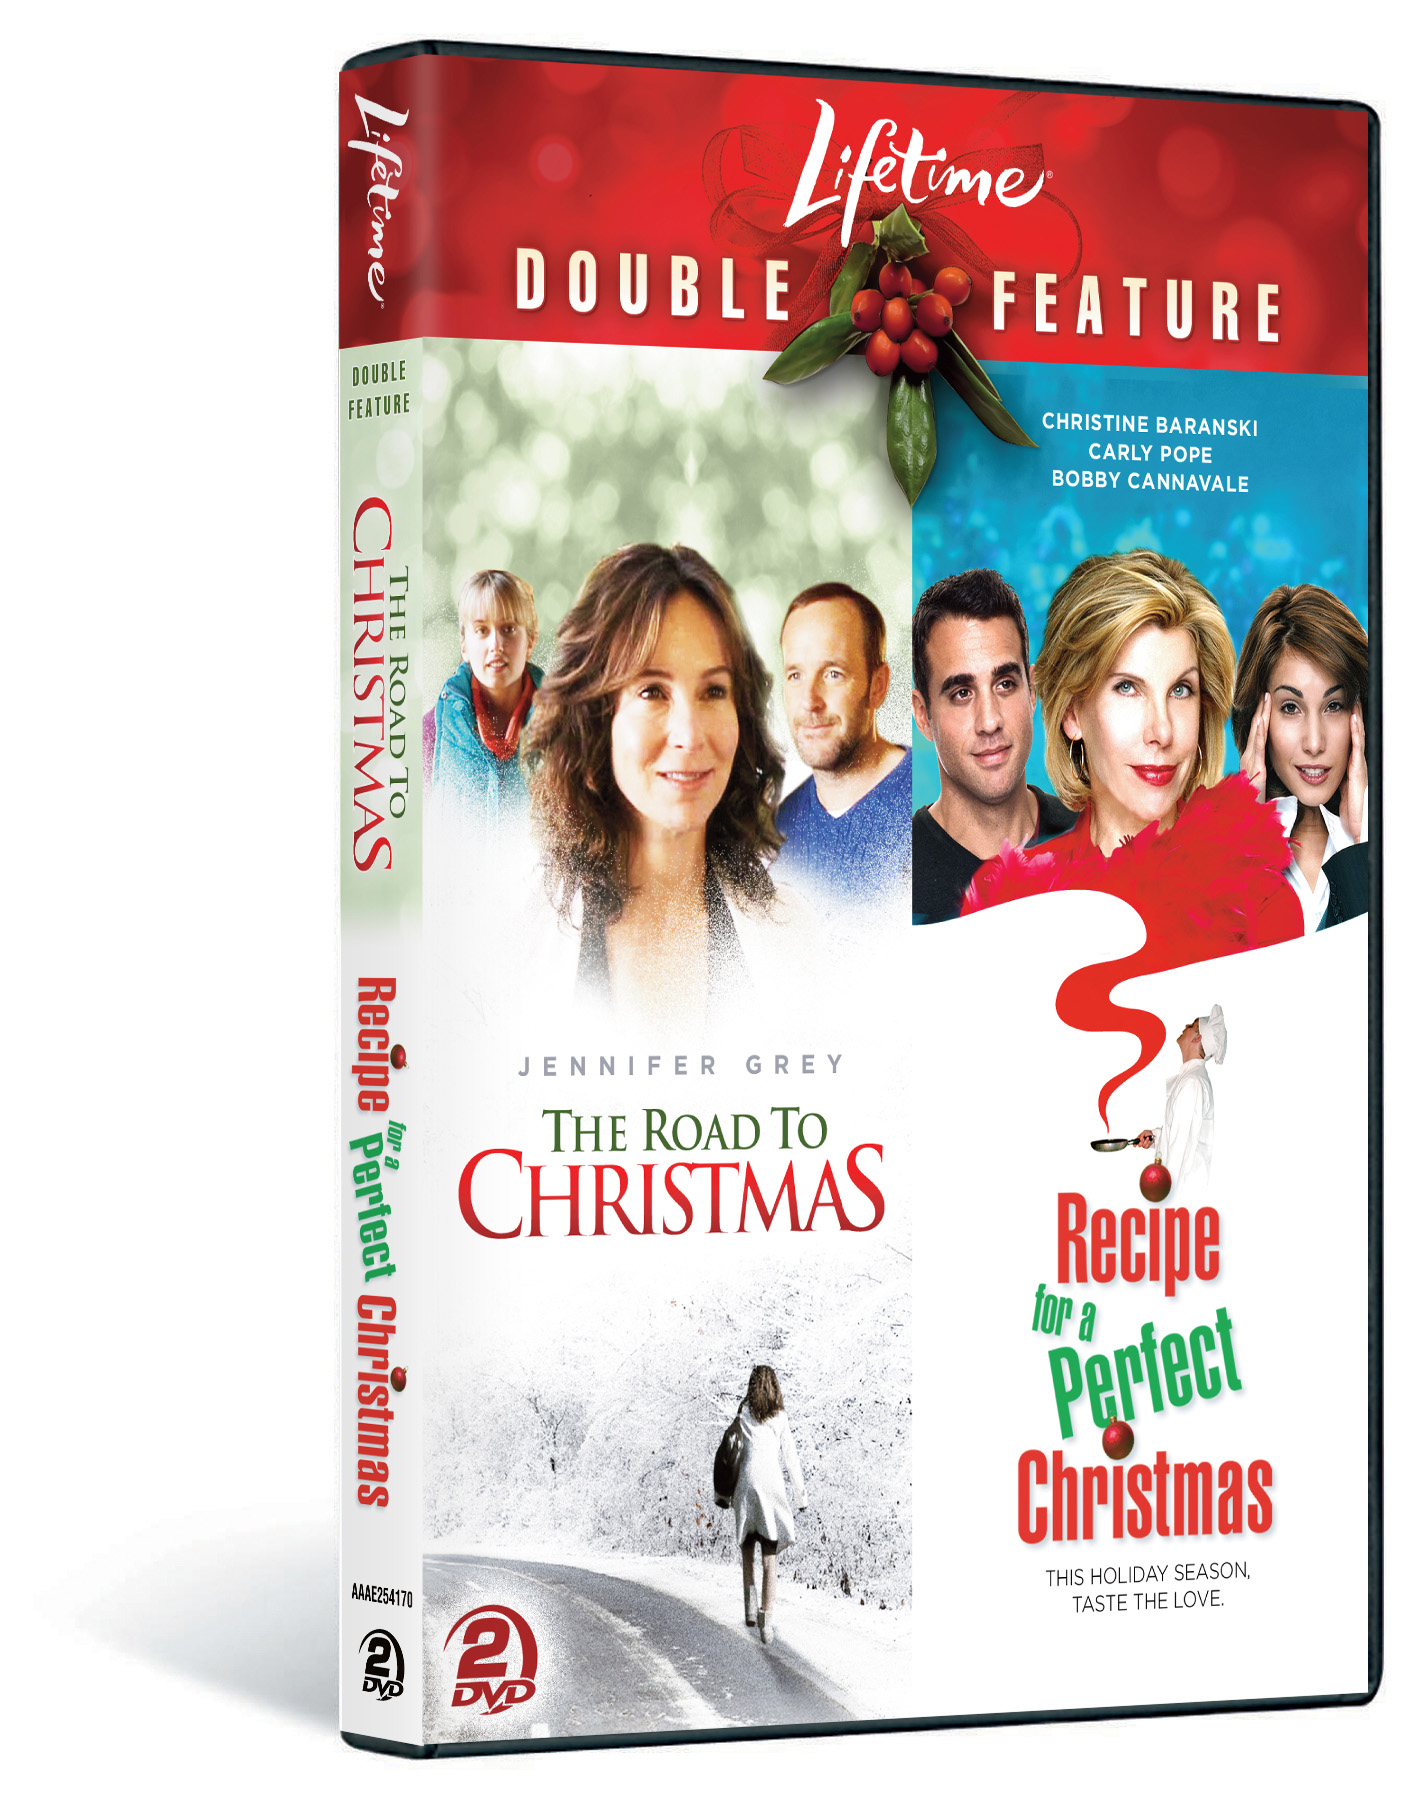 Lifetime
DOUBLE
FEATURE
THE ROAD TO
CHRISTMAS
Recipe
for a
Perfect
Christmas
AAAE254170
2
DVD
Lifetime®
DOUBLE FEATURE
CHRISTINE BARANSKI
CARLY POPE
BOBBY CANNAVALE
JENNIFER GREY
THE ROAD TO
CHRISTMAS
Recipe
for a
Perfect
Christmas
THIS HOLIDAY SEASON,
TASTE THE LOVE.
2
DVD